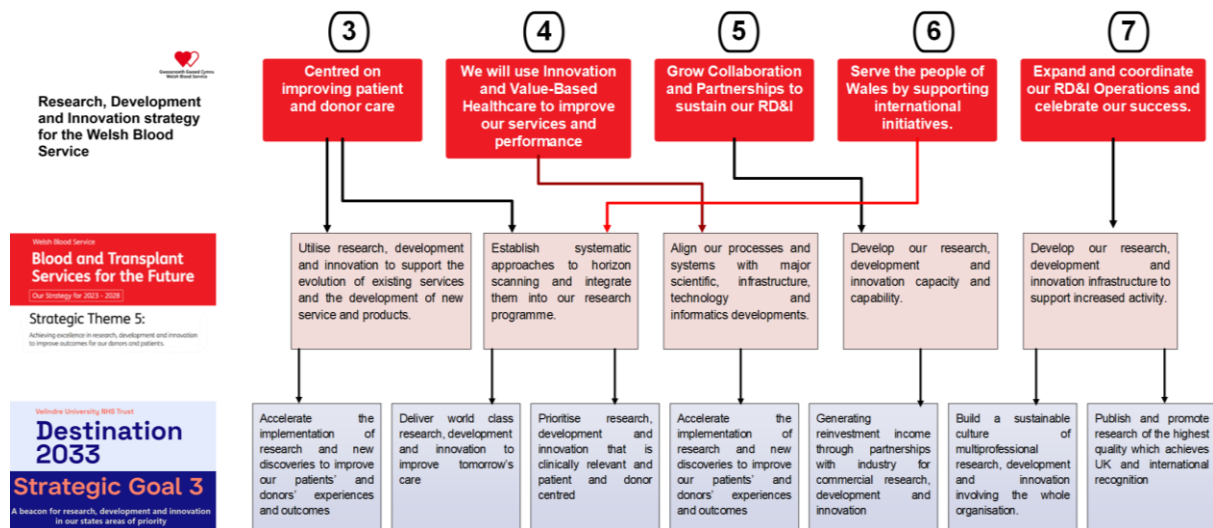 3
4
5
6
7
Gwasanaeth Gwaed Cymru
Welsh Blood Service
Research, Development
and Innovation strategy
for the Welsh Blood
Service
Centred on
improving patient
and donor care
We will use Innovation
and Value-Based
Healthcare to improve
our services and
performance
Grow Collaboration
and Partnerships to
sustain our RD&I
Serve the people of
Wales by supporting
international
initiatives.
Expand and coordinate
our RD&I Operations and
celebrate our success.
Welsh Blood Service
Blood and Transplant
Services for the Future
Our Strategy for 2023 - 2028
Strategic Theme 5:
Achieving excellence in research, development and innovation
to improve outcomes for our donors and patients.
Utilise research, development
and innovation to support the
evolution of existing services
and the development of new
service and products.
Establish systematic
approaches to horizon
scanning and integrate
them into our research
programme.
Align our processes and
systems with major
scientific, infrastructure,
technology and
informatics developments.
Develop our research,
development and
innovation capacity and
capability.
Develop our research,
development and
innovation infrastructure to
support increased activity.
Velindre University NHS Trust
Destination
2033
Strategic Goal 3
A beacon for research, development and innovation
in our states areas of priority
Accelerate the
implementation of
research and new
discoveries to improve
our patients' and
donors' experiences
and outcomes
Deliver world class
research, development
and innovation to
improve tomorrow's
care
Prioritise research,
development and
innovation that is
clinically relevant and
patient and donor
centred
Accelerate the
implementation of
research and new
discoveries to improve
our patients' and
donors' experiences
and outcomes
Generating
reinvestment income
through partnerships
with industry for
commercial research,
development and
innovation
Build a sustainable
culture of
multiprofessional
research, development
and innovation
involving the whole
organisation.
Publish and promote
research of the highest
quality which achieves
UK and international
recognition